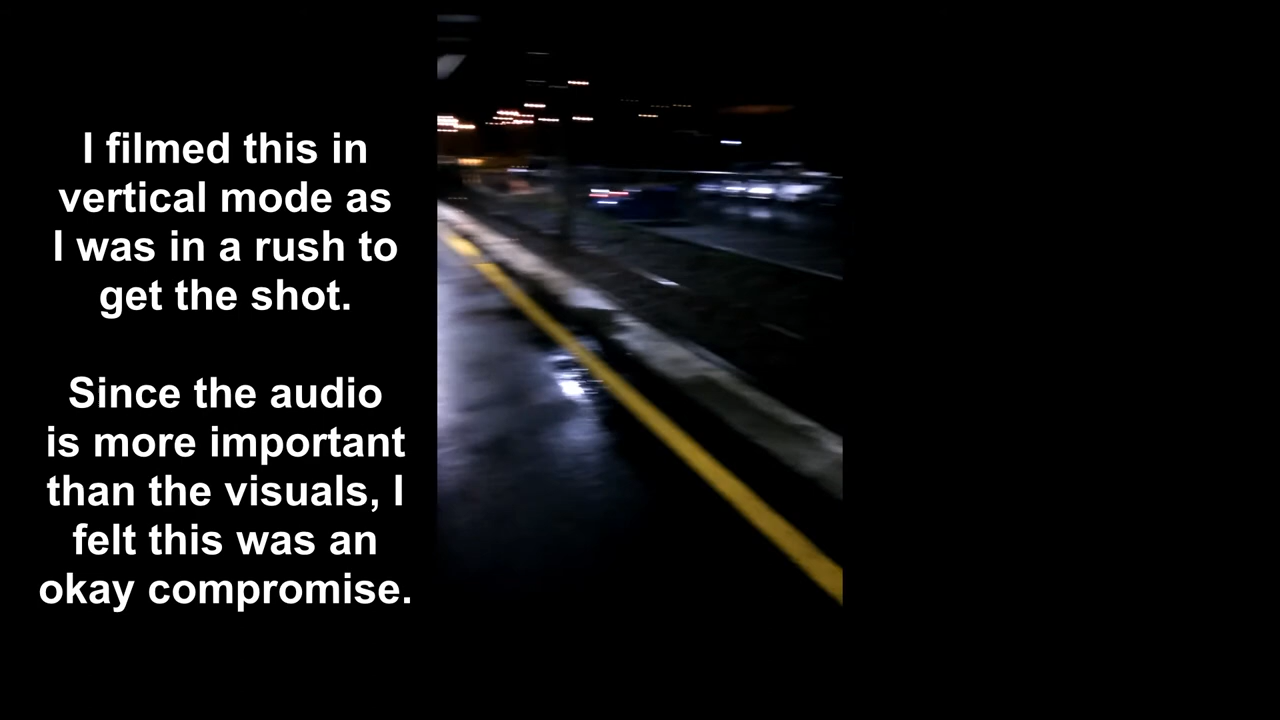 I filmed this in
vertical mode as
I was in a rush to
get the shot.
Since the audio
is more important
than the visuals, I
felt this was an
okay compromise.